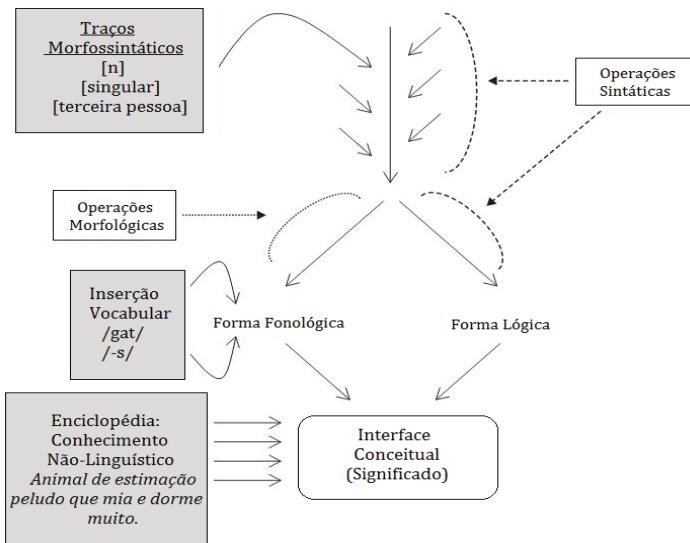 Traços
Morfossintáticos
[n]
[singular]
[terceira pessoa]
Operações
Sintáticas
Operações
Morfológicas
Inserção
Vocabular
/gat/
/-s/
Forma Fonológica
Forma Lógica
Enciclopédia:
Conhecimento
Não-Linguístico
Animal de estimação
peludo que mia e dorme
muito.
Interface
Conceitual
(Significado)